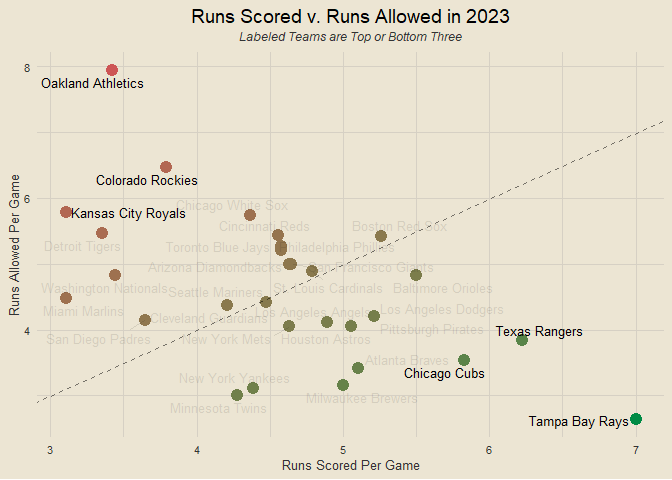 Runs Scored v. Runs Allowed in 2023
Labeled Teams are Top or Bottom Three
8
Oakland Athletics
Colorado Rockies
6
Chicago White Sox
Kansas City Royals
Cincinnati Reds
Boston Red Sox
Detroit Tigers
Toronto Blue Jays
Philadelphia Phillies
Arizona Diamondbacks
San Francisco Giants
Washington Nationals
Seattle Mariners
St. Louis Cardinals
Baltimore Orioles
Miami Marlins
Cleveland Guardians
Los Angeles Angels
Los Angeles Dodgers
4
Pittsburgh Pirates
Texas Rangers
San Diego Padres
New York Mets
Houston Astros
Atlanta Braves
Chicago Cubs
New York Yankees
Milwaukee Brewers
Minnesota Twins
Tampa Bay Rays
3
4
5
6
7
Runs Scored Per Game
Runs Allowed Per Game